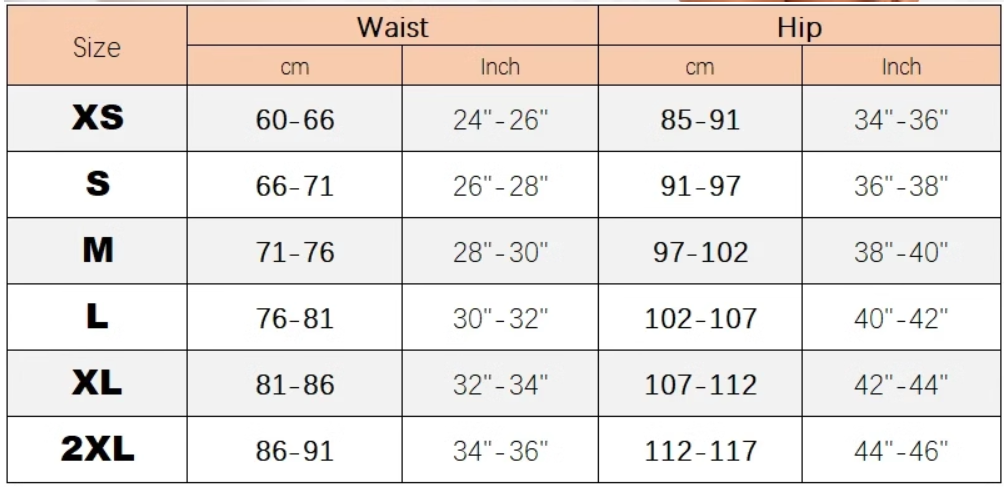 Size Waist Hip
cm Inch cm Inch
XS 60-66 24"-26" 85-91 34"-36"
S 66-71 26"-28" 91-97 36"-38"
M 71-76 28"-30" 97-102 38"-40"
L 76-81 30"-32" 102-107 40"-42"
XL 81-86 32"-34" 107-112 42"-44"
2XL 86-91 34"-36" 112-117 44"-46"